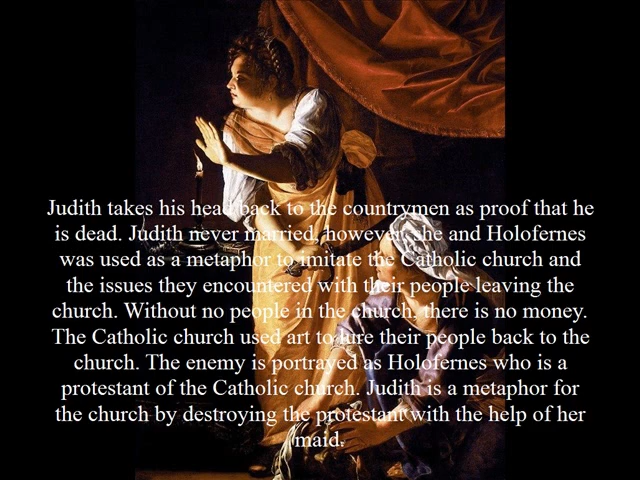 Judith takes his head back to the countrymen as proof that he
is dead. Judith never married, however, she and Holofernes
was used as a metaphor to imitate the Catholic church and
the issues they encountered with their people leaving the
church. Without no people in the church, there is no money.
The Catholic church used art to lure their people back to the
church. The enemy is portrayed as Holofernes who is a
protestant of the Catholic church. Judith is a metaphor for
the church by destroying the protestant with the help of her
maid.